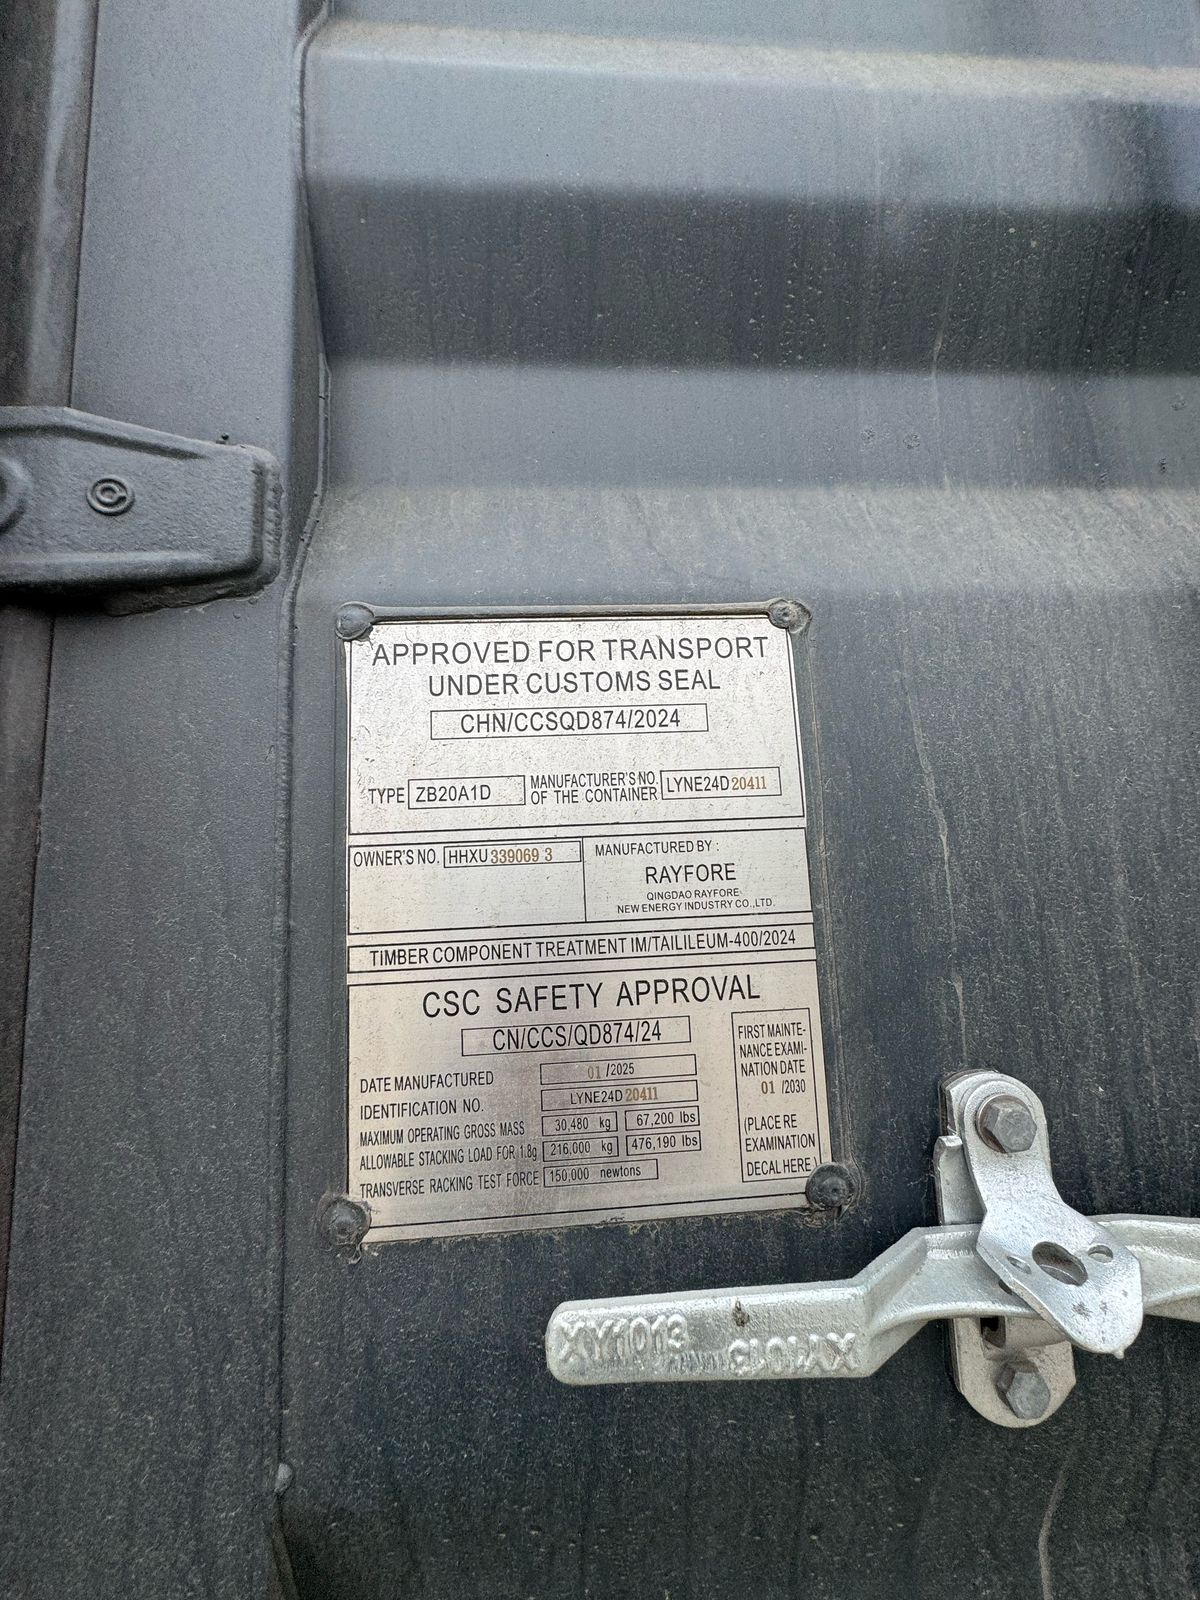 APPROVED FOR TRANSPORT
UNDER CUSTOMS SEAL
CHN/CCSQD874/2024
TYPE ZB20A1D MANUFACTURER'S NO. OF THE CONTAINER LYNE24D20411
OWNER'S NO. HHXU 339069 3
MANUFACTURED BY :
RAYFORE
QINGDAO RAYFORE
NEW ENERGY INDUSTRY CO.,LTD.
TIMBER COMPONENT TREATMENT IM/TAILILEUM-400/2024
CSC SAFETY APPROVAL
CN/CCS/QD874/24
DATE MANUFACTURED 01 /2025
IDENTIFICATION NO. LYNE24D20411
MAXIMUM OPERATING GROSS MASS 30,480 kg 67,200 lbs
ALLOWABLE STACKING LOAD FOR 1.8g 216,000 kg 476,190 lbs
TRANSVERSE RACKING TEST FORCE 150,000 newtons
FIRST MAINTE-
NANCE EXAMI-
NATION DATE
01 /2030
(PLACE RE
EXAMINATION
DECAL HERE )
XY1013